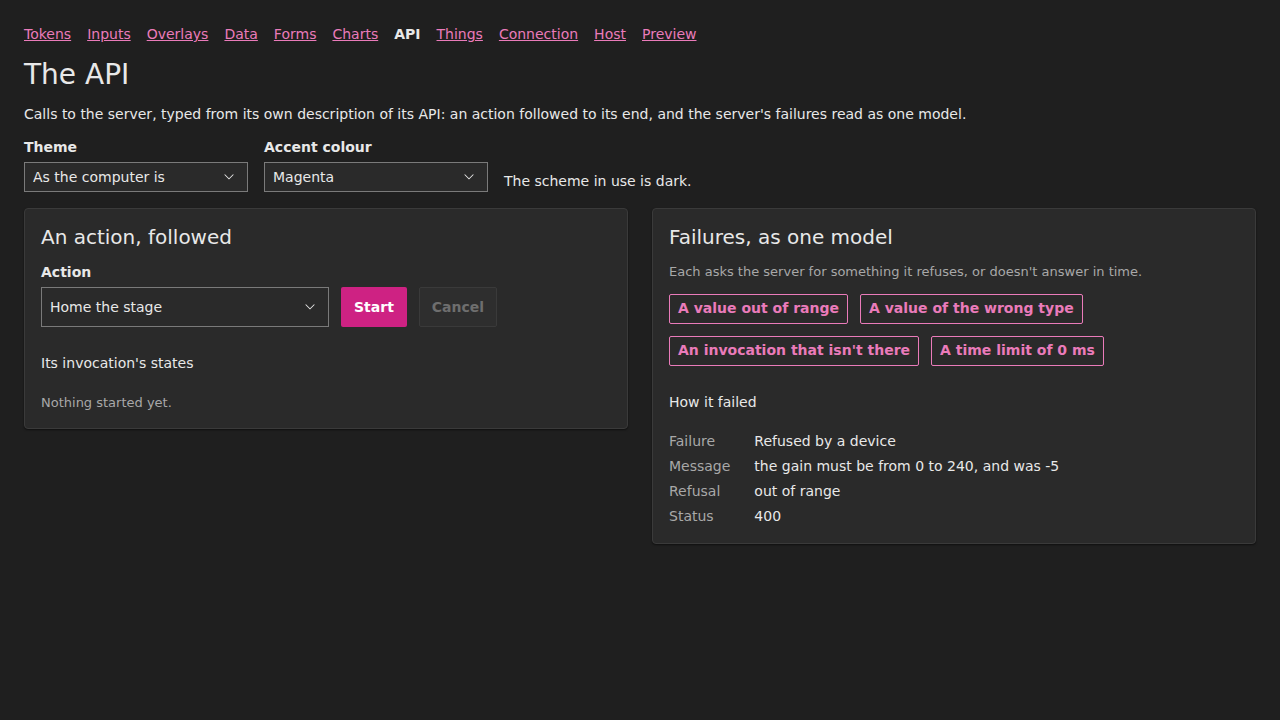 Tokens Inputs Overlays Data Forms Charts API Things Connection Host Preview
The API
Calls to the server, typed from its own description of its API: an action followed to its end, and the server's failures read as one model.
Theme Accent colour
As the computer is Magenta The scheme in use is dark.
An action, followed
Action
Home the stage Start Cancel
Its invocation's states
Nothing started yet.
Failures, as one model
Each asks the server for something it refuses, or doesn't answer in time.
A value out of range A value of the wrong type
An invocation that isn't there A time limit of 0 ms
How it failed
Failure Refused by a device
Message the gain must be from 0 to 240, and was -5
Refusal out of range
Status 400